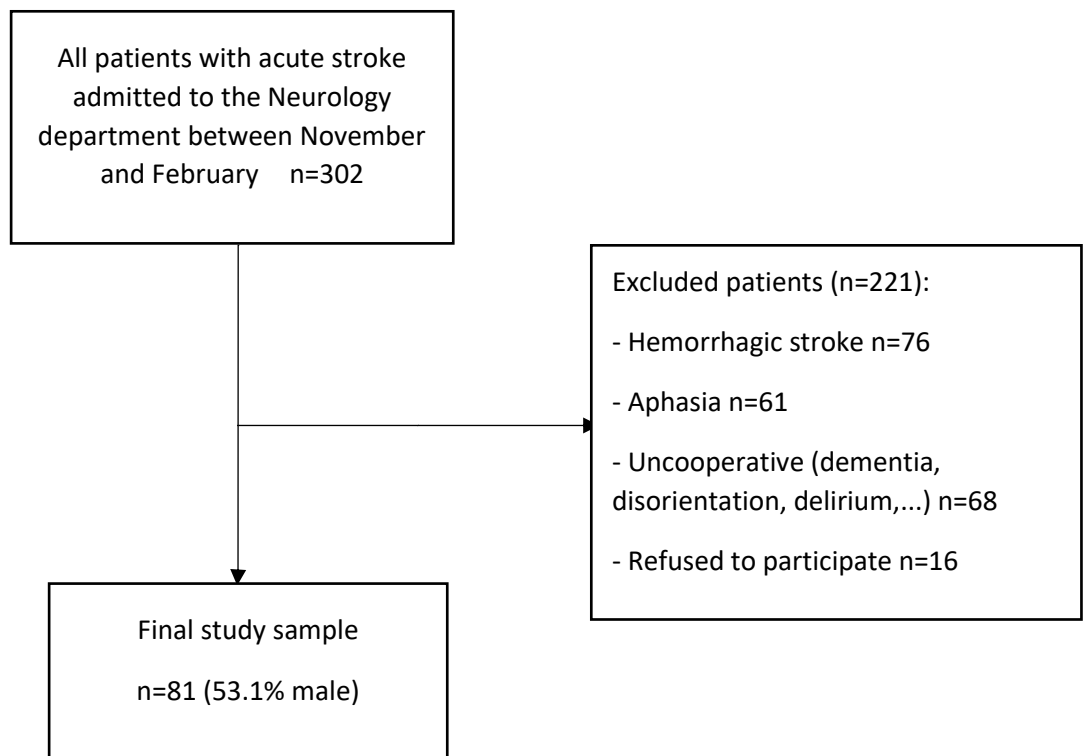 All patients with acute stroke
admitted to the Neurology
department between November
and February n=302
Excluded patients (n=221):
- Hemorrhagic stroke n=76
- Aphasia n=61
- Uncooperative (dementia,
disorientation, delirium,...) n=68
- Refused to participate n=16
Final study sample
n=81 (53.1% male)